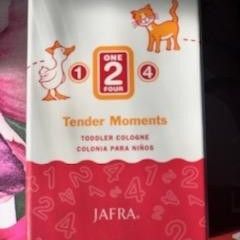 ONE
1 2 4
FOUR
Tender Moments
TODDLER COLOGNE
COLONIA PARA NIÑOS
JAFRA®